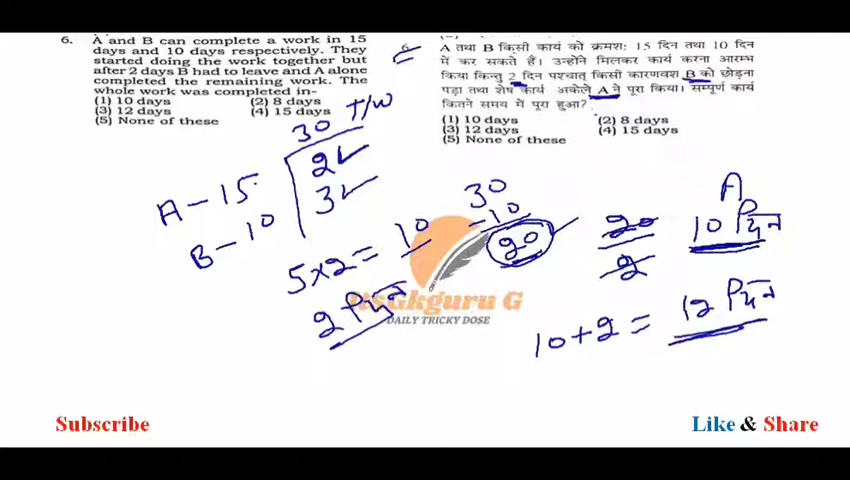 6. A and B can complete a work in 15
days and 10 days respectively. They
started doing the work together but
after 2 days B had to leave and A alone
completed the remaining work. The
whole work was completed in-
(1) 10 days (2) 8 days
(3) 12 days (4) 15 days
(5) None of these
6.
A तथा B किसी कार्य को क्रमशः 15 दिन तथा 10 दिन
में कर सकते हैं। उन्होंने मिलकर कार्य करना आरम्भ
किया किन्तु 2 दिन पश्चात् किसी कारणवश B को छोड़ना
पड़ा तथा शेष कार्य अकेले A ने पूरा किया। सम्पूर्ण कार्य
कितने समय में पूरा हुआ?
(1) 10 days (2) 8 days
(3) 12 days (4) 15 days
(5) None of these
30 T/W
A - 15 2
B - 10 3
5×2 = 10
2 दिन
30
-10
20
20
2
A
10 दिन
10+2 = 12 दिन
ItsGkguru G
DAILY TRICKY DOSE
Subscribe
Like & Share